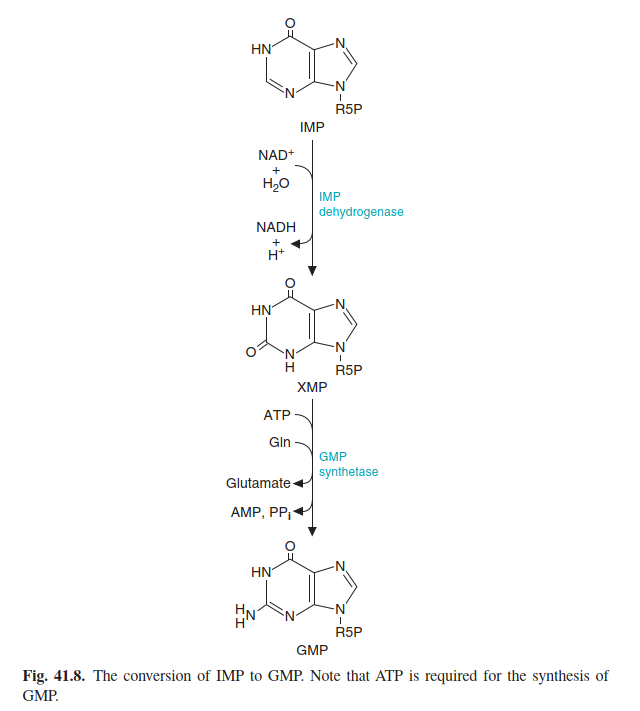 O
HN
N
N
N
R5P
IMP
NAD+
+
H₂O
IMP
dehydrogenase
NADH
+
H+
O
HN
N
O
N
H
N
R5P
XMP
ATP
Gln
GMP
synthetase
Glutamate
AMP, PPi
O
HN
N
H
N
H
N
N
R5P
GMP
Fig. 41.8. The conversion of IMP to GMP. Note that ATP is required for the synthesis of
GMP.